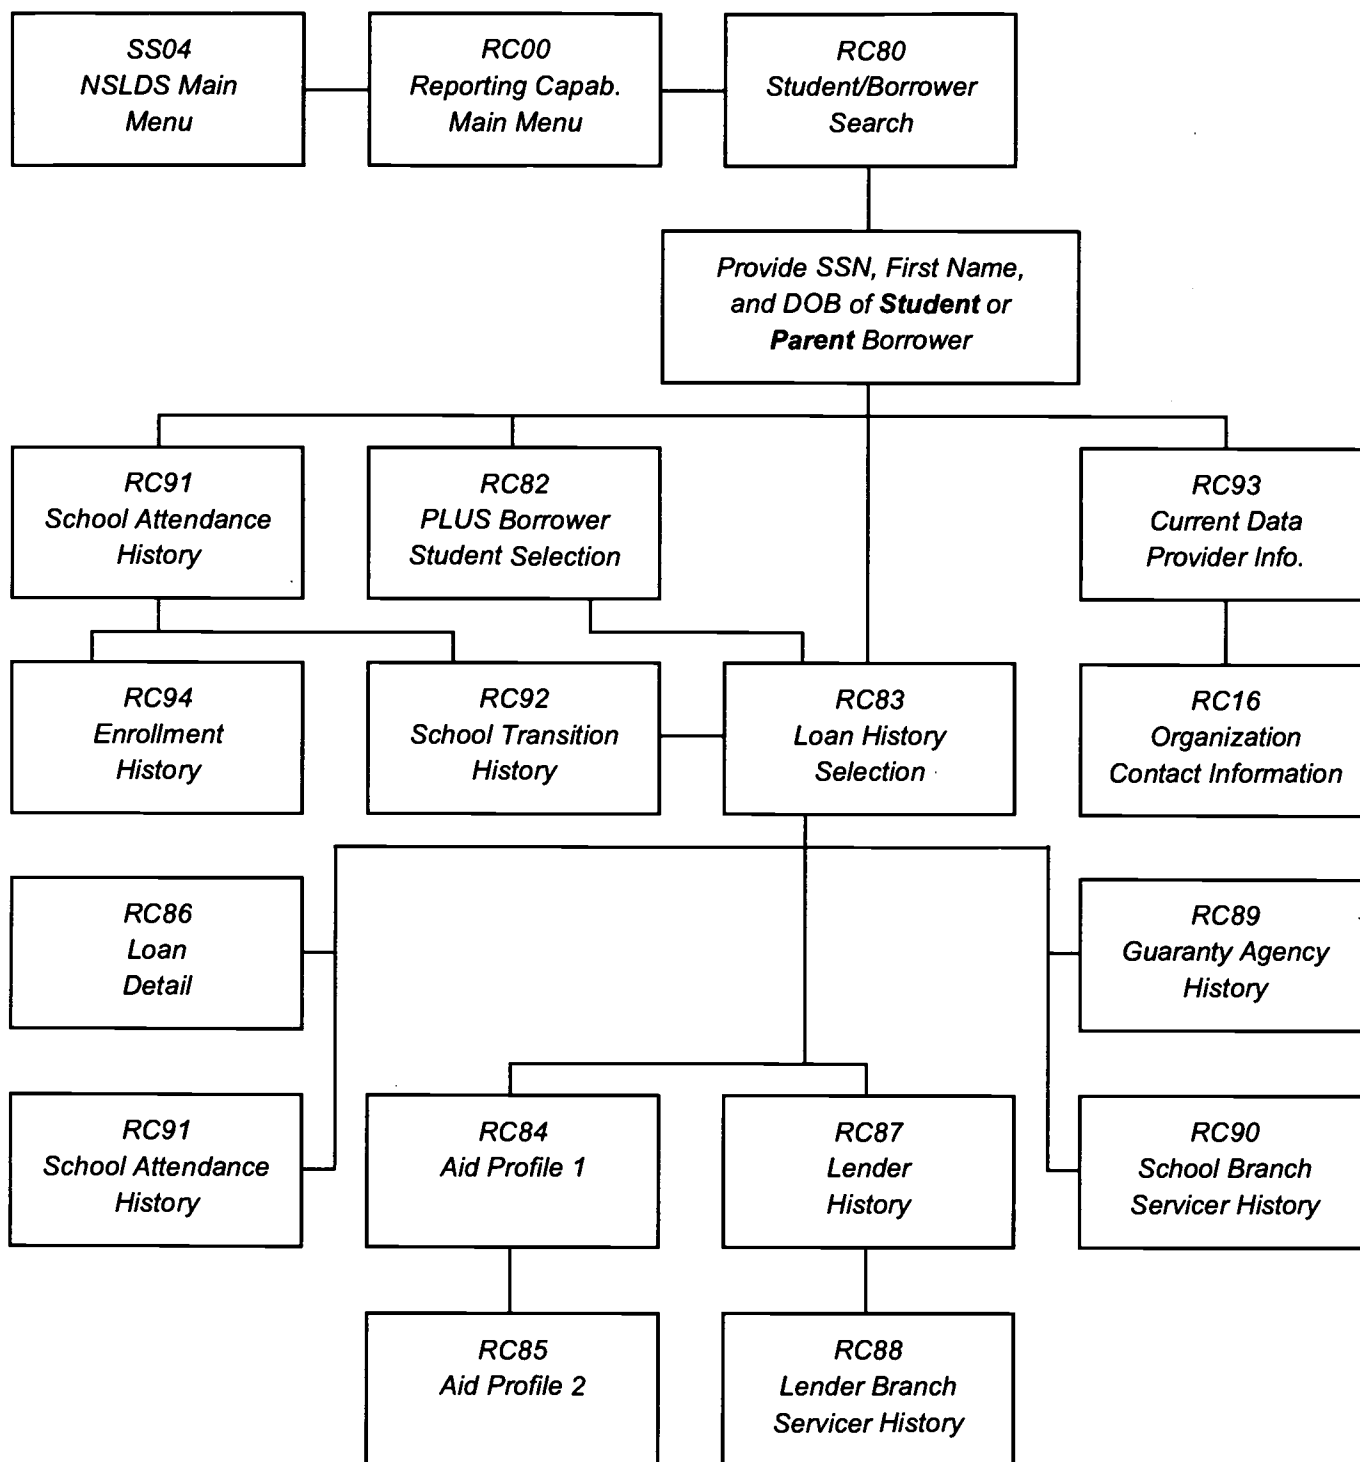 SS04
NSLDS Main
Menu
RC00
Reporting Capab.
Main Menu
RC80
Student/Borrower
Search
Provide SSN, First Name,
and DOB of Student or
Parent Borrower
RC91
School Attendance
History
RC82
PLUS Borrower
Student Selection
RC93
Current Data
Provider Info.
RC94
Enrollment
History
RC92
School Transition
History
RC83
Loan History
Selection
RC16
Organization
Contact Information
RC86
Loan
Detail
RC89
Guaranty Agency
History
RC91
School Attendance
History
RC84
Aid Profile 1
RC87
Lender
History
RC90
School Branch
Servicer History
RC85
Aid Profile 2
RC88
Lender Branch
Servicer History